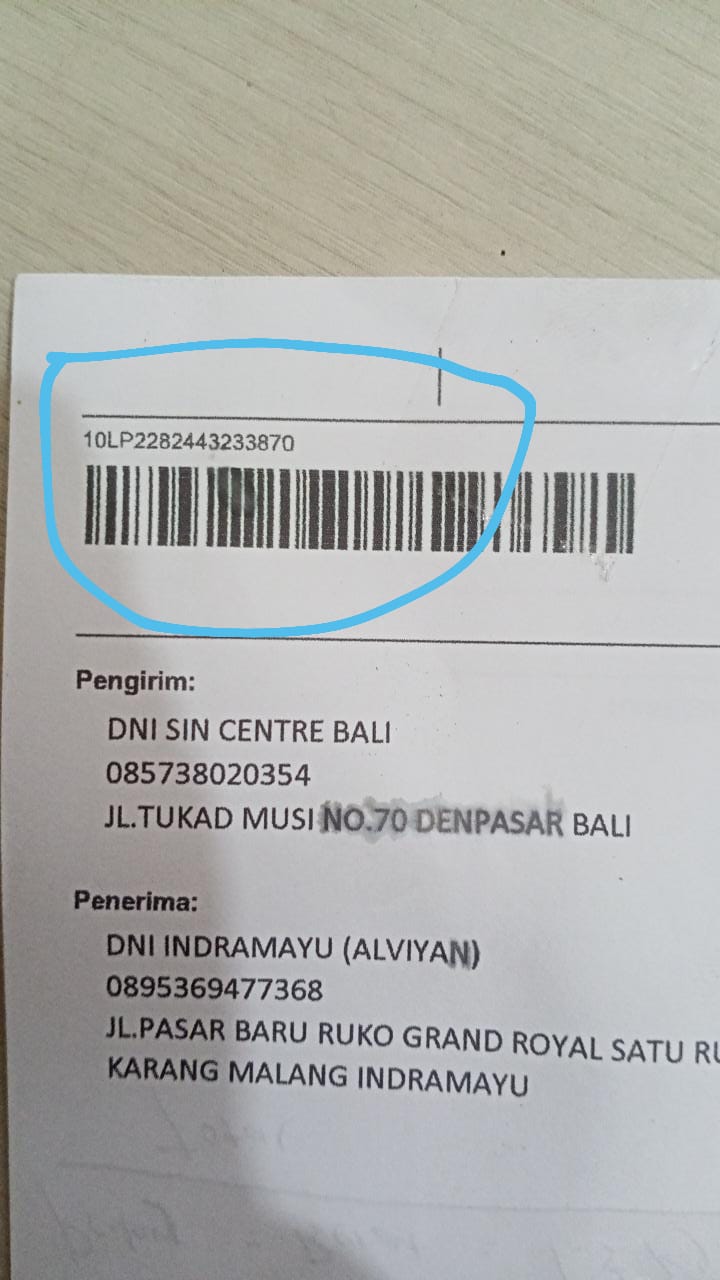 10LP2282443233870
Pengirim:
DNI SIN CENTRE BALI
085738020354
JL.TUKAD MUSI NO.70 DENPASAR BALI
Penerima:
DNI INDRAMAYU (ALVIYAN)
0895369477368
JL.PASAR BARU RUKO GRAND ROYAL SATU RU
KARANG MALANG INDRAMAYU